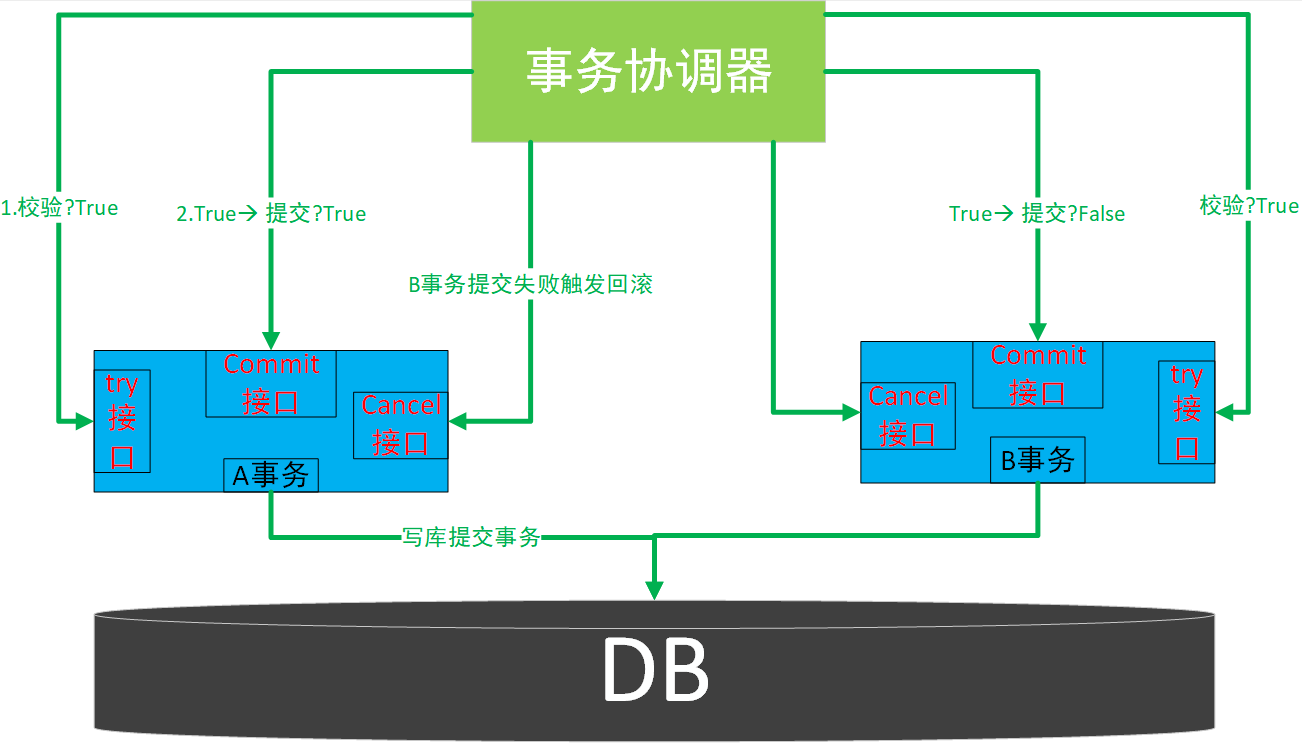 事务协调器
1.校验?True
2.True→ 提交?True
True→ 提交?False
校验?True
B事务提交失败触发回滚
try
接
口
Commit
接口
Cancel
接口
A事务
Cancel
接口
Commit
接口
try
接
口
B事务
写库提交事务
DB